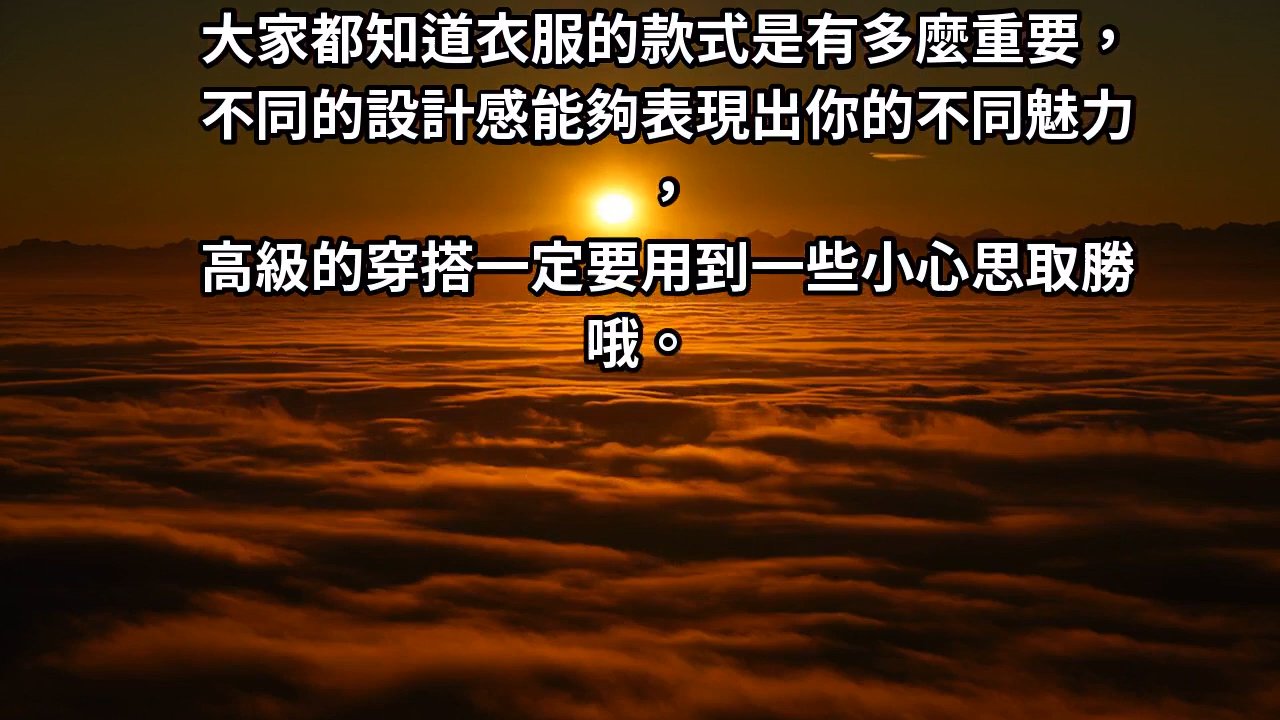 大家都知道衣服的款式是有多麼重要，
不同的設計感能夠表現出你的不同魅力
，
高級的穿搭一定要用到一些小心思取勝
哦。